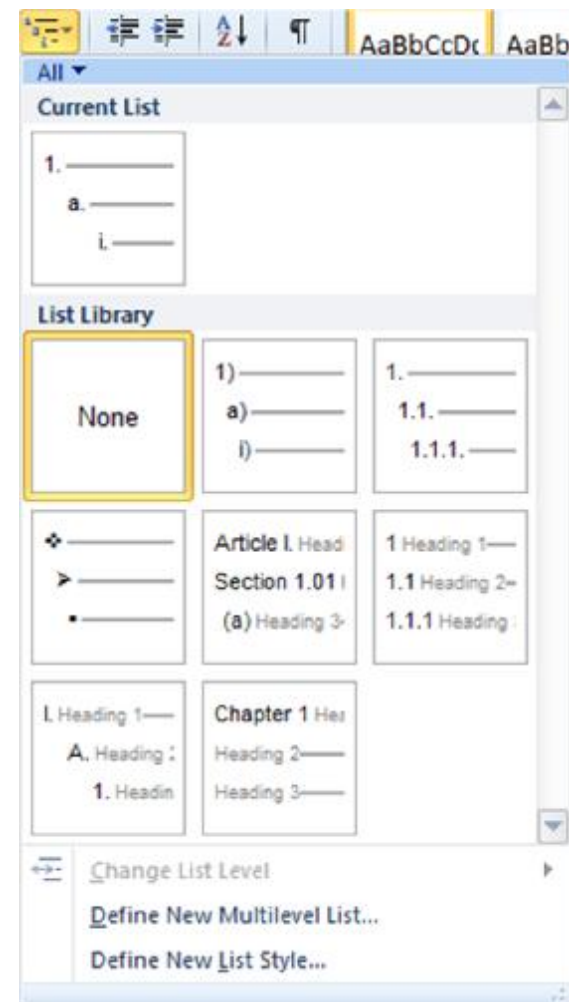 AaBbCcDc AaBb
All
Current List
1.
a.
i.
List Library
None
1)
a)
i)
1.
1.1.
1.1.1.
Article I. Head
Section 1.01
(a) Heading 3
1 Heading 1
1.1 Heading 2
1.1.1 Heading
I. Heading 1
A. Heading
1. Headin
Chapter 1 Hea
Heading 2
Heading 3
Change List Level
Define New Multilevel List...
Define New List Style...